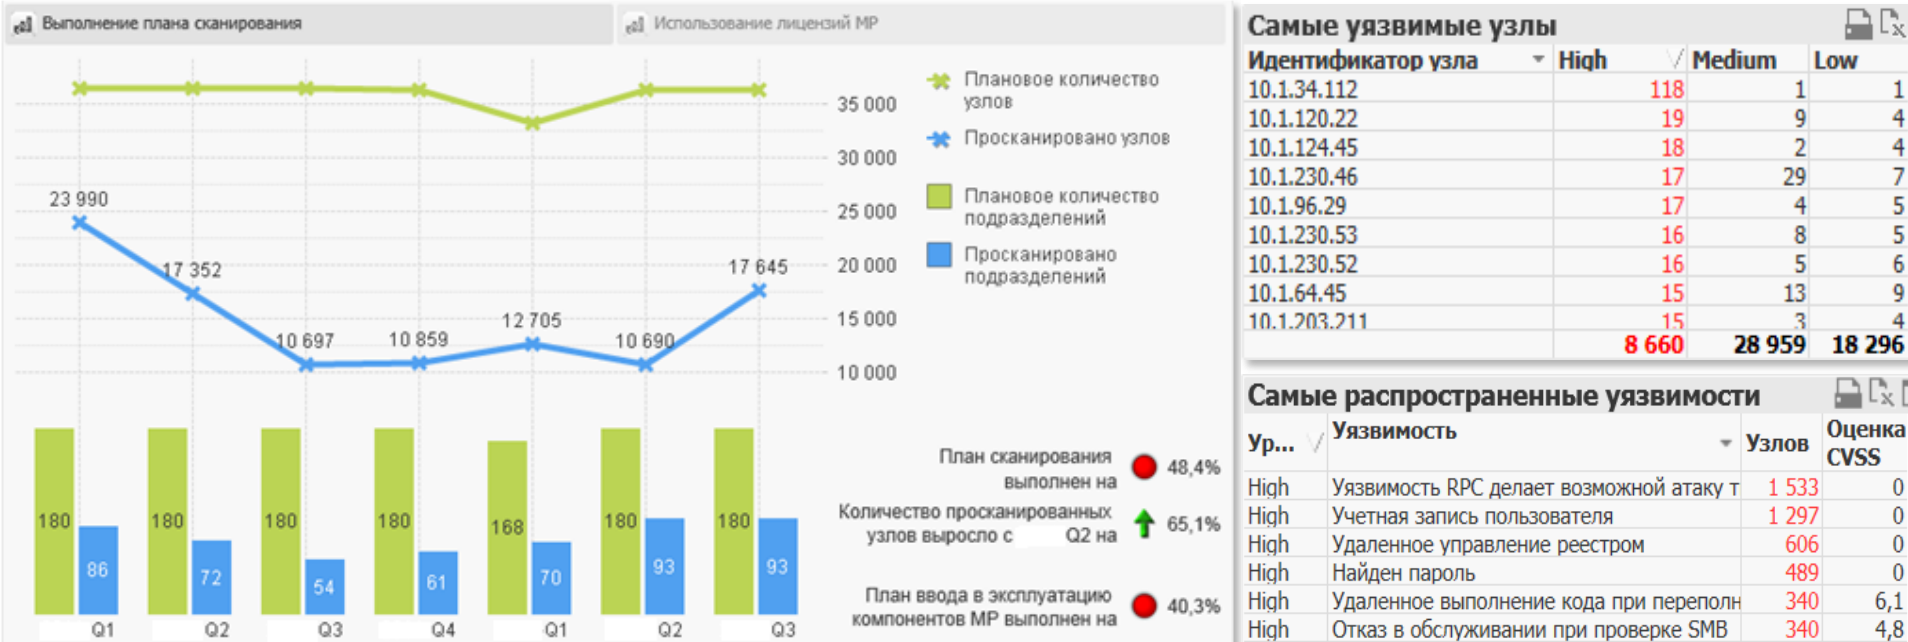 Выполнение плана сканирования
Использование лицензий MP
Плановое количество
узлов
Просканировано узлов
Плановое количество
подразделений
Просканировано
подразделений
35 000
30 000
25 000
20 000
15 000
10 000
23 990
17 352
10 697
10 859
12 705
10 690
17 645
180
86
180
72
180
54
180
61
168
70
180
93
180
93
Q1
Q2
Q3
Q4
Q1
Q2
Q3
План сканирования
выполнен на
48,4%
Количество просканированных
узлов выросло с Q2 на
65,1%
План ввода в эксплуатацию
компонентов MP выполнен на
40,3%
Самые уязвимые узлы
Идентификатор узла High Medium Low
10.1.34.112 118 1 1
10.1.120.22 19 9 4
10.1.124.45 18 2 4
10.1.230.46 17 29 7
10.1.96.29 17 4 5
10.1.230.53 16 8 5
10.1.230.52 16 5 6
10.1.64.45 15 13 9
10.1.203.211 15 3 4
8 660 28 959 18 296
Самые распространенные уязвимости
Ур... Уязвимость Узлов Оценка
CVSS
High Уязвимость RPC делает возможной атаку т 1 533 0
High Учетная запись пользователя 1 297 0
High Удаленное управление реестром 606 0
High Найден пароль 489 0
High Удаленное выполнение кода при переполн 340 6,1
High Отказ в обслуживании при проверке SMB 340 4,8